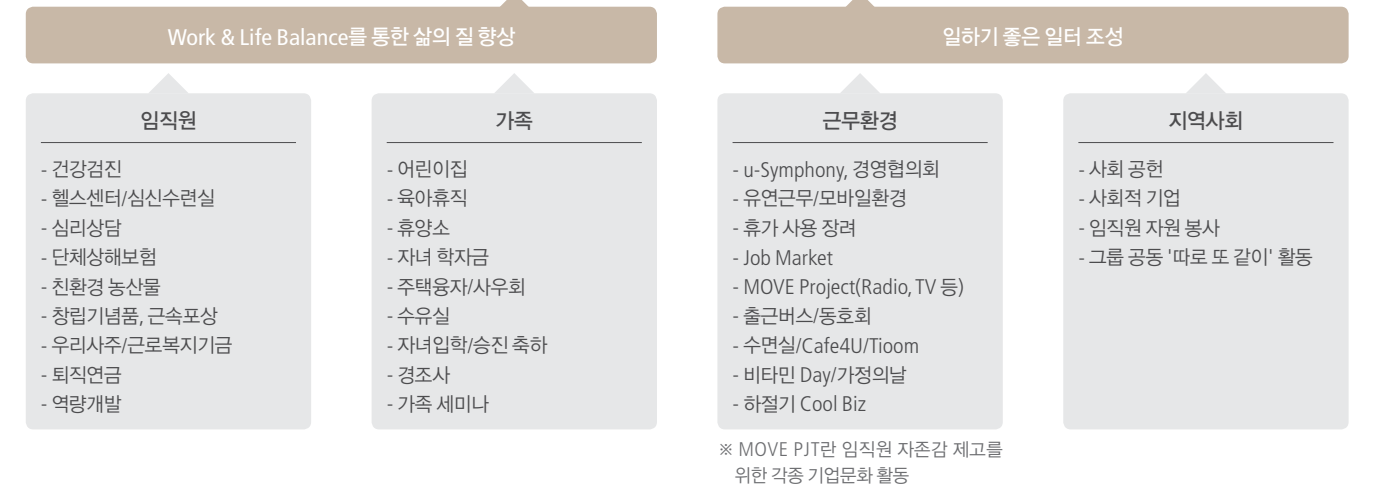 Work & Life Balance를 통한 삶의 질 향상
임직원
- 건강검진
- 헬스센터/심신수련실
- 심리상담
- 단체상해보험
- 친환경 농산물
- 창립기념품, 근속포상
- 우리사주/근로복지기금
- 퇴직연금
- 역량개발
가족
- 어린이집
- 육아휴직
- 휴양소
- 자녀 학자금
- 주택융자/사우회
- 수유실
- 자녀입학/승진 축하
- 경조사
- 가족 세미나
일하기 좋은 일터 조성
근무환경
- u-Symphony, 경영협의회
- 유연근무/모바일환경
- 휴가 사용 장려
- Job Market
- MOVE Project(Radio, TV 등)
- 출근버스/동호회
- 수면실/Cafe4U/Tioom
- 비타민 Day/가정의날
- 하절기 Cool Biz
※ MOVE PJT란 임직원 자존감 제고를
위한 각종 기업문화 활동
지역사회
- 사회 공헌
- 사회적 기업
- 임직원 자원 봉사
- 그룹 공동 '따로 또 같이' 활동